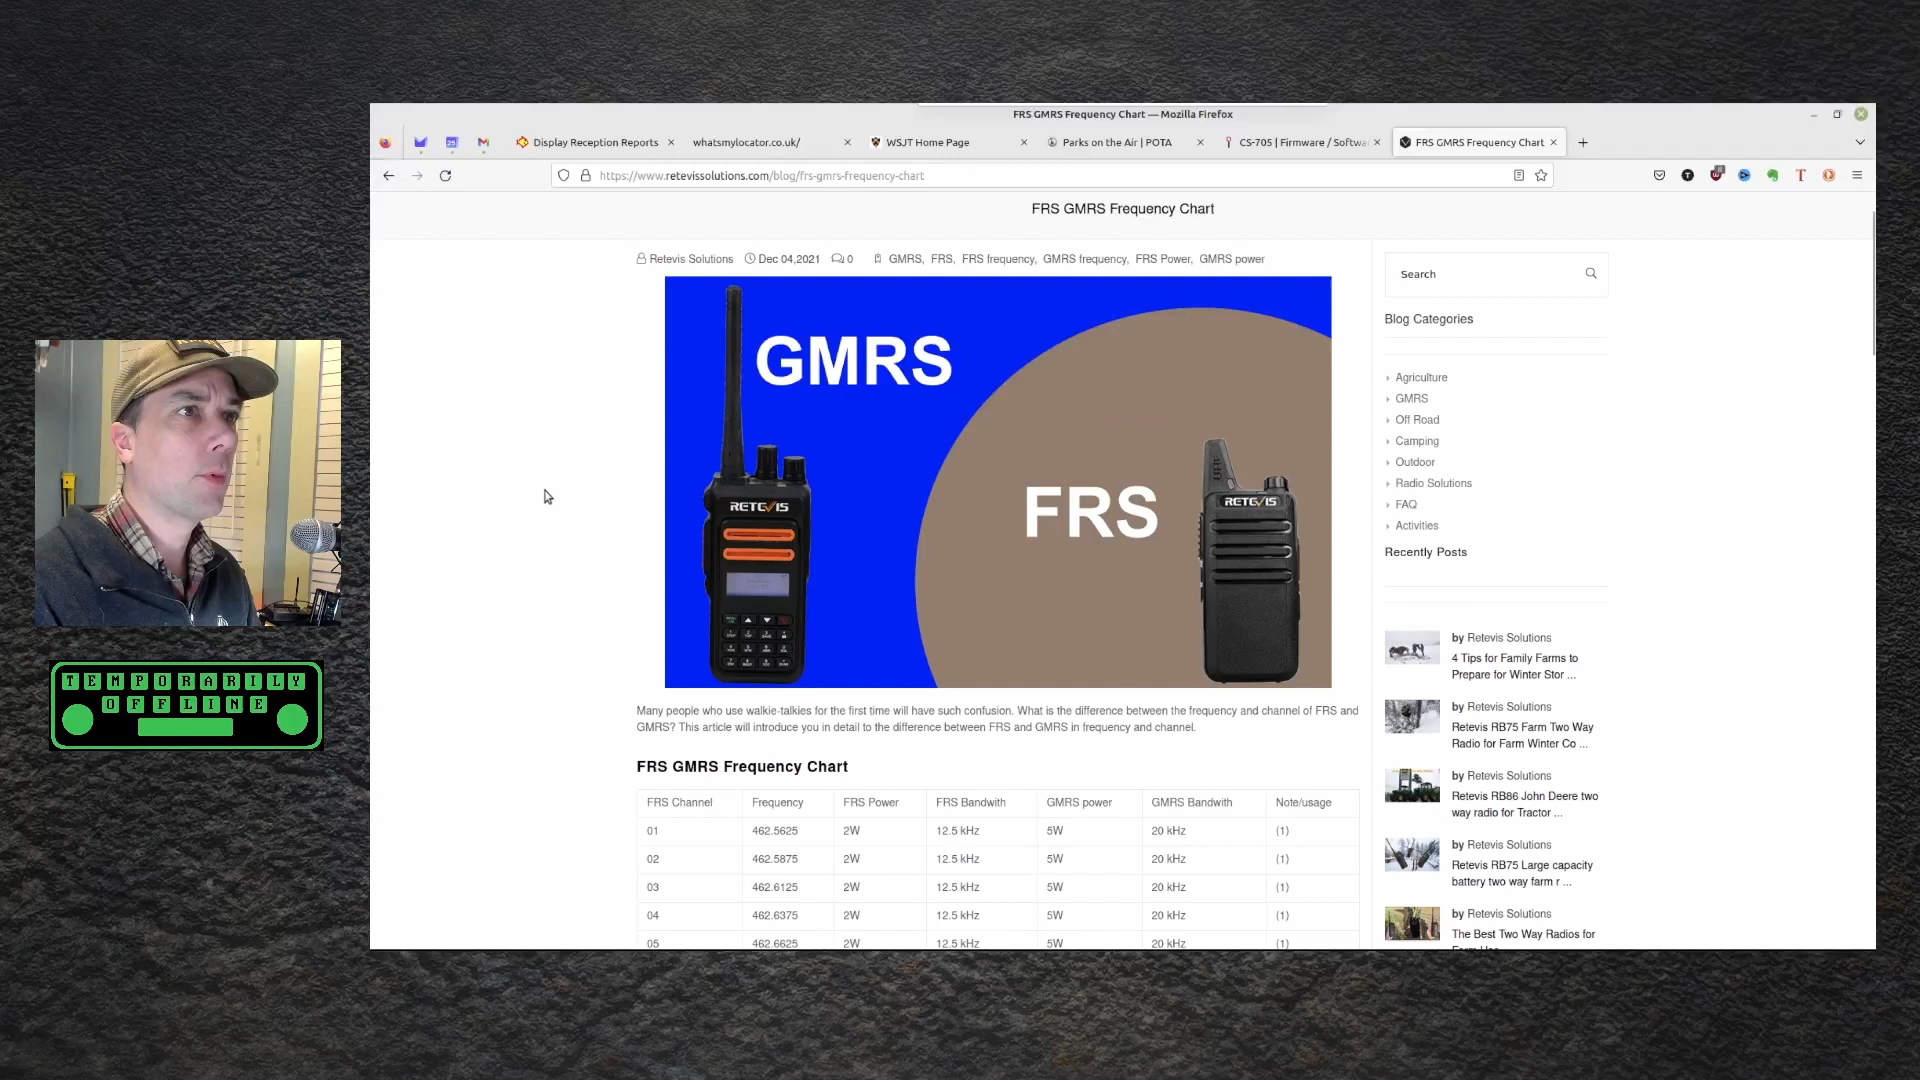 FRS GMRS Frequency Chart — Mozilla Firefox
Display Reception Reports
whatsmylocator.co.uk/
WSJT Home Page
Parks on the Air | POTA
CS-705 | Firmware / Softwa
FRS GMRS Frequency Chart
https://www.retevissolutions.com/blog/frs-gmrs-frequency-chart
FRS GMRS Frequency Chart
Retevis Solutions Dec 04,2021 0 GMRS, FRS, FRS frequency, GMRS frequency, FRS Power, GMRS power
GMRS
FRS
RETEVIS
RETEVIS
Many people who use walkie-talkies for the first time will have such confusion. What is the difference between the frequency and channel of FRS and
GMRS? This article will introduce you in detail to the difference between FRS and GMRS in frequency and channel.
FRS GMRS Frequency Chart
FRS Channel Frequency FRS Power FRS Bandwith GMRS power GMRS Bandwith Note/usage
01 462.5625 2W 12.5 kHz 5W 20 kHz (1)
02 462.5875 2W 12.5 kHz 5W 20 kHz (1)
03 462.6125 2W 12.5 kHz 5W 20 kHz (1)
04 462.6375 2W 12.5 kHz 5W 20 kHz (1)
05 462.6625 2W 12.5 kHz 5W 20 kHz (1)
Search
Blog Categories
Agriculture
GMRS
Off Road
Camping
Outdoor
Radio Solutions
FAQ
Activities
Recently Posts
by Retevis Solutions
4 Tips for Family Farms to
Prepare for Winter Stor ...
by Retevis Solutions
Retevis RB75 Farm Two Way
Radio for Farm Winter Co ...
by Retevis Solutions
Retevis RB86 John Deere two
way radio for Tractor ...
by Retevis Solutions
Retevis RB75 Large capacity
battery two way farm r ...
by Retevis Solutions
The Best Two Way Radios for
TEMPORARILY
OFFLINE